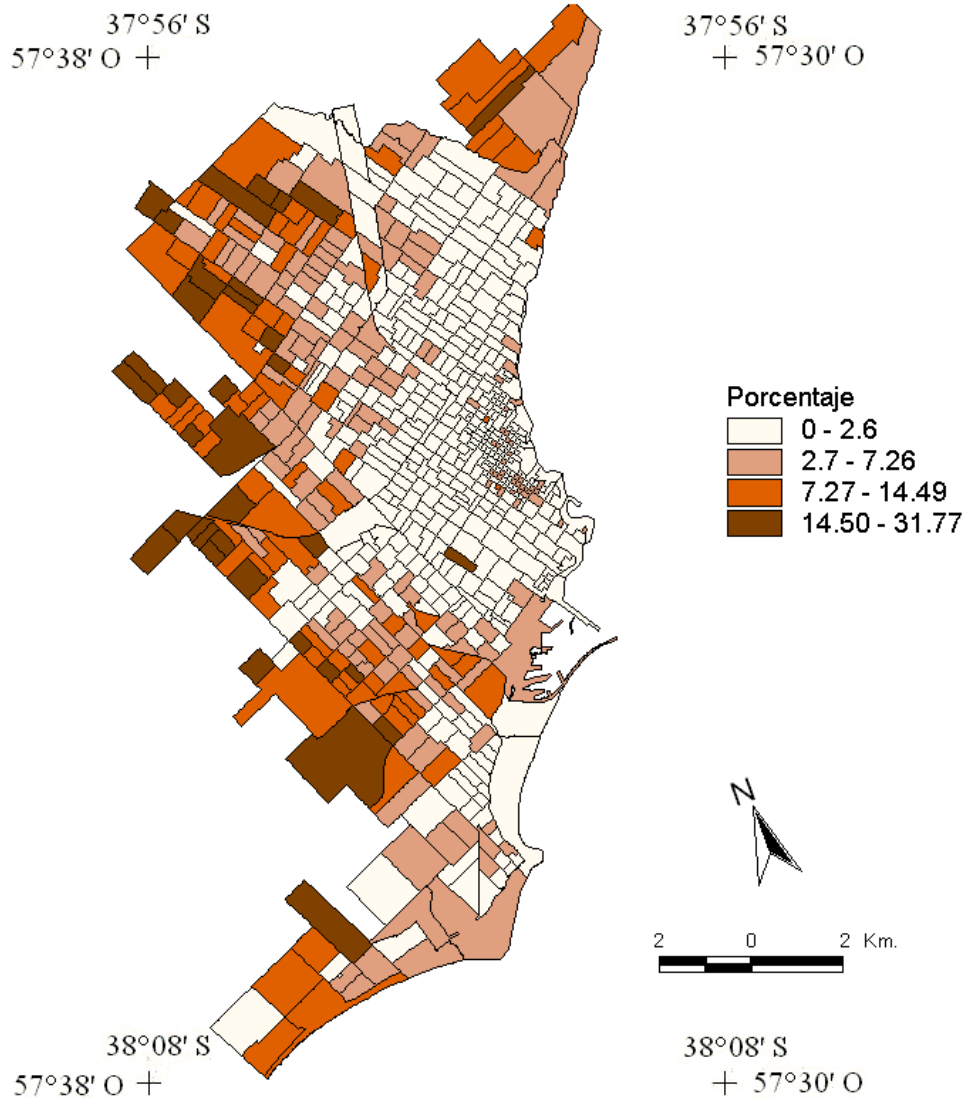 37°56' S
57°38' O
37°56' S
57°30' O
Porcentaje
0 - 2.6
2.7 - 7.26
7.27 - 14.49
14.50 - 31.77
N
2 0 2 Km.
38°08' S
57°38' O
38°08' S
57°30' O